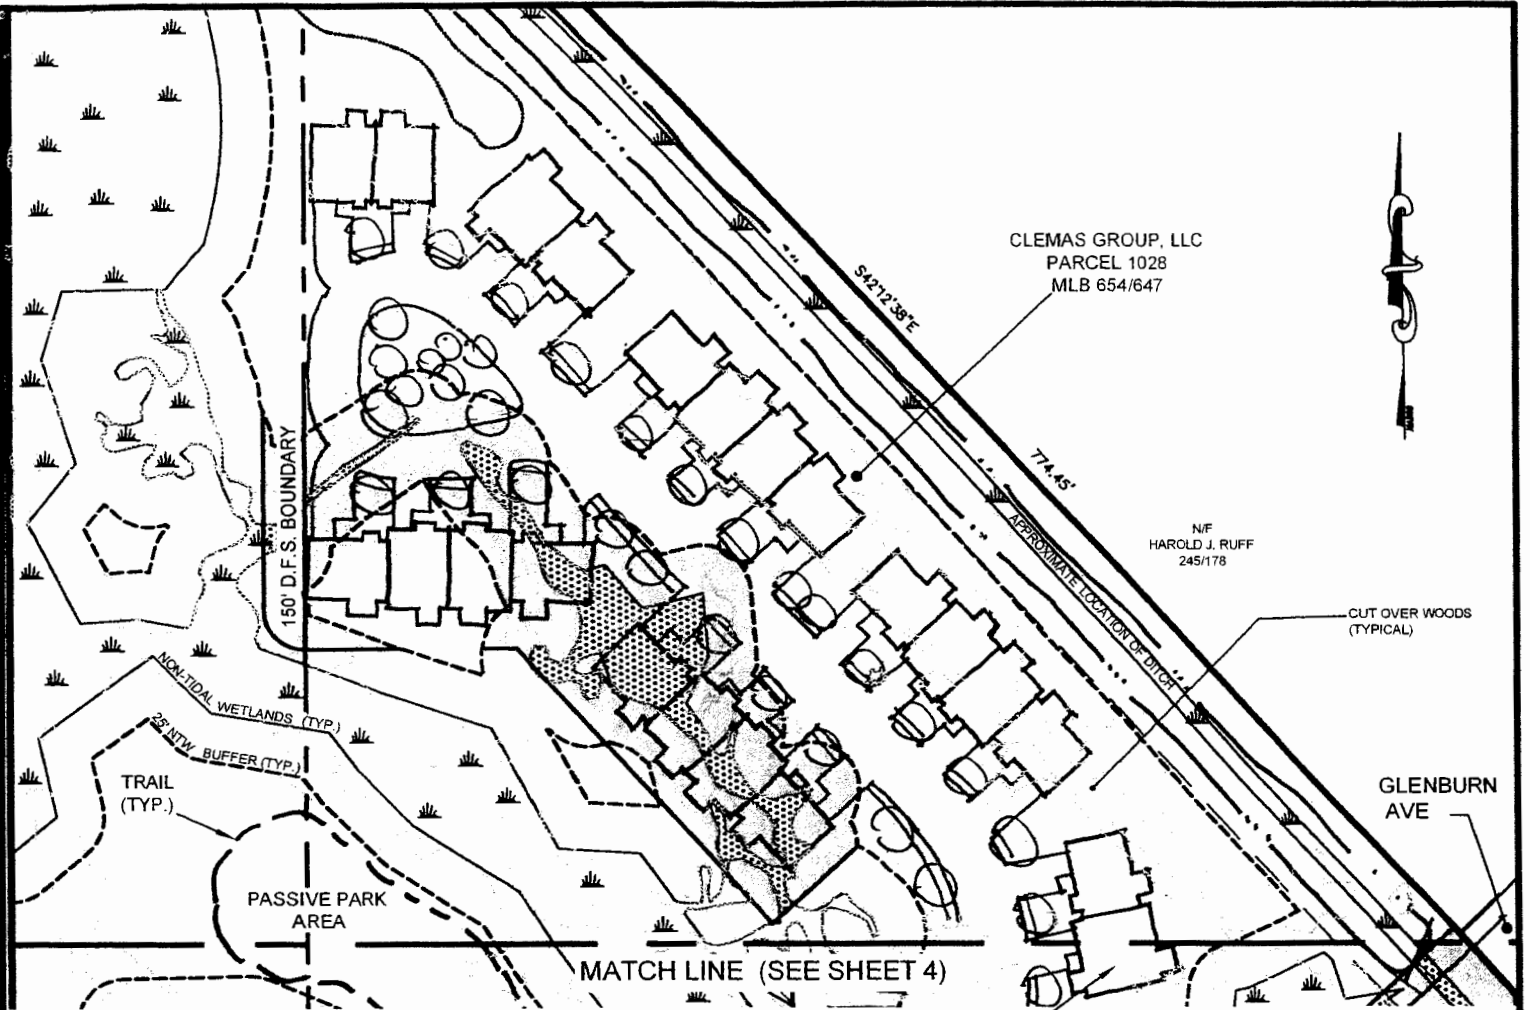 CLEMAS GROUP, LLC
PARCEL 1028
MLB 654/647
S42°12'38"E
774.45'
N/F
HAROLD J. RUFF
245/178
APPROXIMATE LOCATION OF DITCH
CUT OVER WOODS
(TYPICAL)
150' D.F.S. BOUNDARY
NON-TIDAL WETLANDS (TYP.)
25' NTW BUFFER (TYP.)
TRAIL
(TYP.)
GLENBURN
AVE
PASSIVE PARK
AREA
MATCH LINE (SEE SHEET 4)